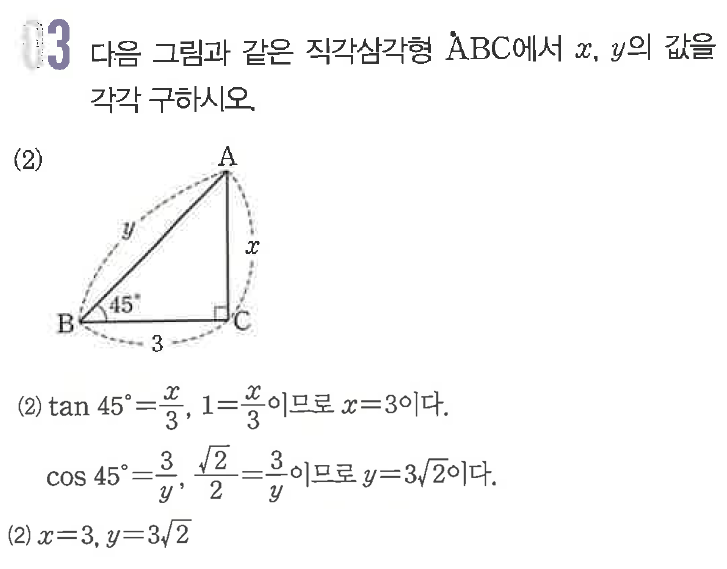 03 다음 그림과 같은 직각삼각형 ABC에서 x, y의 값을
각각 구하시오.
(2)
A
y
x
45°
B
C
3
(2) tan 45°=x/3, 1=x/3이므로 x=3이다.
cos 45°=3/y, √2/2=3/y이므로 y=3√2이다.
(2) x=3, y=3√2